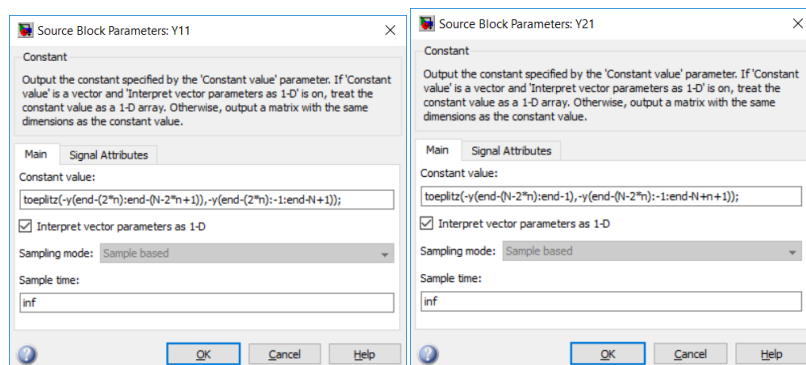 Source Block Parameters: Y11
Constant
Output the constant specified by the 'Constant value' parameter. If 'Constant
value' is a vector and 'Interpret vector parameters as 1-D' is on, treat the
constant value as a 1-D array. Otherwise, output a matrix with the same
dimensions as the constant value.
Main Signal Attributes
Constant value:
toeplitz(-y(end-(2*n):end-(N-2*n+1)),-y(end-(2*n):-1:end-N+1));
Interpret vector parameters as 1-D
Sampling mode: Sample based
Sample time:
inf
OK Cancel Help
Source Block Parameters: Y21
Constant
Output the constant specified by the 'Constant value' parameter. If 'Constant
value' is a vector and 'Interpret vector parameters as 1-D' is on, treat the
constant value as a 1-D array. Otherwise, output a matrix with the same
dimensions as the constant value.
Main Signal Attributes
Constant value:
toeplitz(-y(end-(N-2*n):end-1),-y(end-(N-2*n):-1:end-N+n+1));
Interpret vector parameters as 1-D
Sampling mode: Sample based
Sample time:
inf
OK Cancel Help